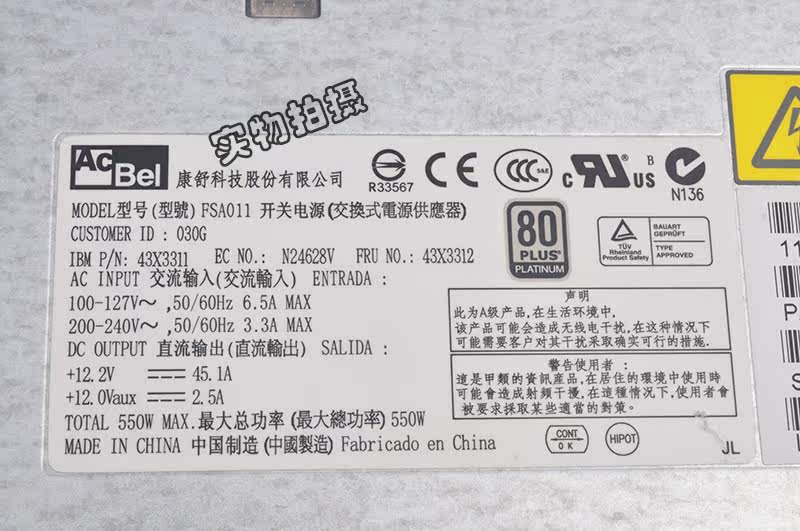 实物拍摄
AcBel 康舒科技股份有限公司
R33567
CE
CCC S&E
c RU US B
N136
MODEL型号(型號) FSA011 开关电源(交換式電源供應器)
CUSTOMER ID : 030G
IBM P/N: 43X3311 EC NO.: N24628V FRU NO.: 43X3312
AC INPUT 交流输入(交流輸入) ENTRADA :
100-127V～ ,50/60Hz 6.5A MAX
200-240V～ ,50/60Hz 3.3A MAX
DC OUTPUT 直流输出(直流輸出) SALIDA :
+12.2V 45.1A
+12.0Vaux 2.5A
TOTAL 550W MAX.最大总功率(最大總功率)550W
MADE IN CHINA 中国制造(中國製造) Fabricado en China
80
PLUS
PLATINUM
TÜV
Rheinland
Product Safety
BAUART
GEPRÜFT
TYPE
APPROVED
声明
此为A级产品,在生活环境中,
该产品可能会造成无线电干扰,在这种情况下
可能需要客户对其干扰采取确实可行的措施.
警告使用者:
這是甲類的資訊産品,在居住的環境中使用時
可能會造成射頻干擾,在這種情况下,使用者會
被要求採取某些適當的對策。
CONT
OK
HIPOT
JL
11
P
S